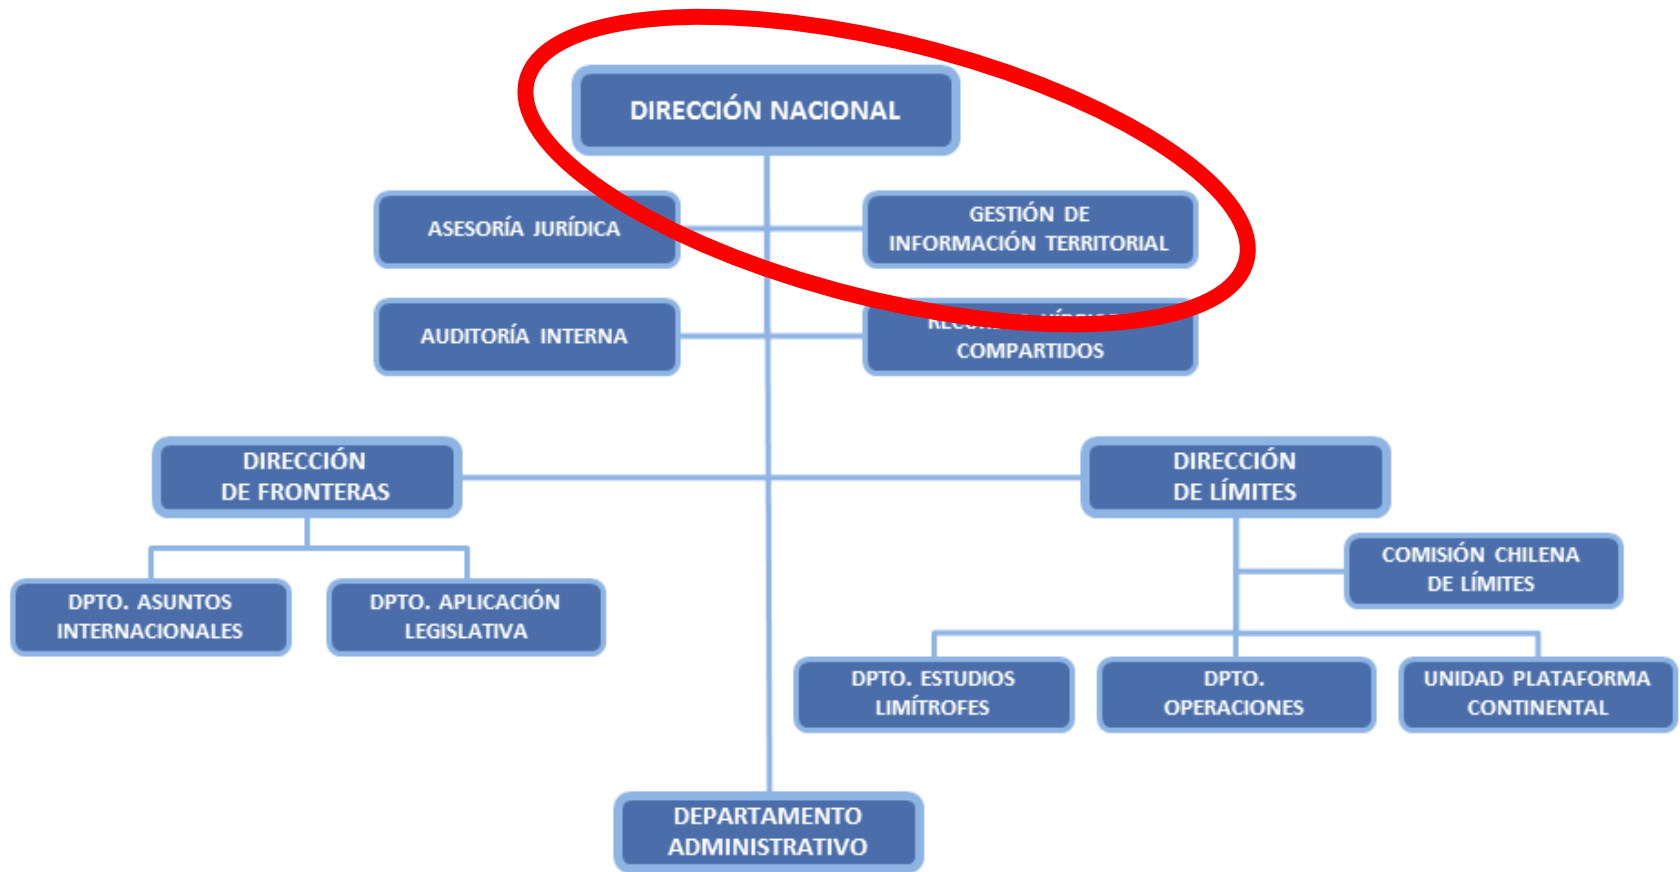 DIRECCIÓN NACIONAL
ASESORÍA JURÍDICA
GESTIÓN DE
INFORMACIÓN TERRITORIAL
AUDITORÍA INTERNA
COMPARTIDOS
DIRECCIÓN
DE FRONTERAS
DIRECCIÓN
DE LÍMITES
COMISIÓN CHILENA
DE LÍMITES
DPTO. ASUNTOS
INTERNACIONALES
DPTO. APLICACIÓN
LEGISLATIVA
DPTO. ESTUDIOS
LIMÍTROFES
DPTO.
OPERACIONES
UNIDAD PLATAFORMA
CONTINENTAL
DEPARTAMENTO
ADMINISTRATIVO